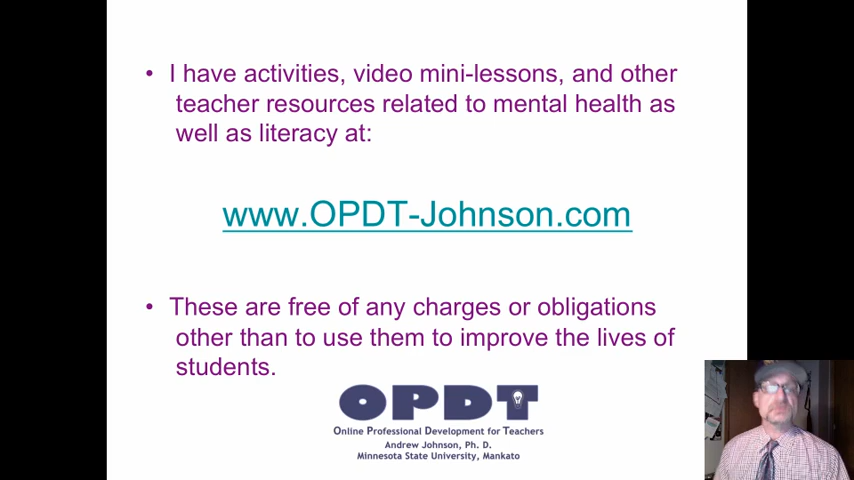 • I have activities, video mini-lessons, and other
teacher resources related to mental health as
well as literacy at:
www.OPDT-Johnson.com
• These are free of any charges or obligations
other than to use them to improve the lives of
students.
OPDT
Online Professional Development for Teachers
Andrew Johnson, Ph. D.
Minnesota State University, Mankato